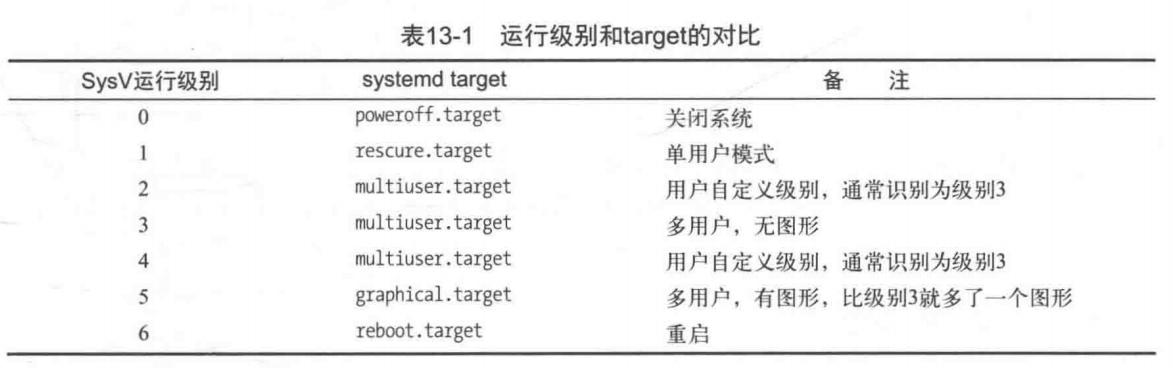 表13-1 运行级别和target的对比
SysV运行级别 systemd target 备 注
0 poweroff.target 关闭系统
1 rescure.target 单用户模式
2 multiuser.target 用户自定义级别，通常识别为级别3
3 multiuser.target 多用户，无图形
4 multiuser.target 用户自定义级别，通常识别为级别3
5 graphical.target 多用户，有图形，比级别3就多了一个图形
6 reboot.target 重启